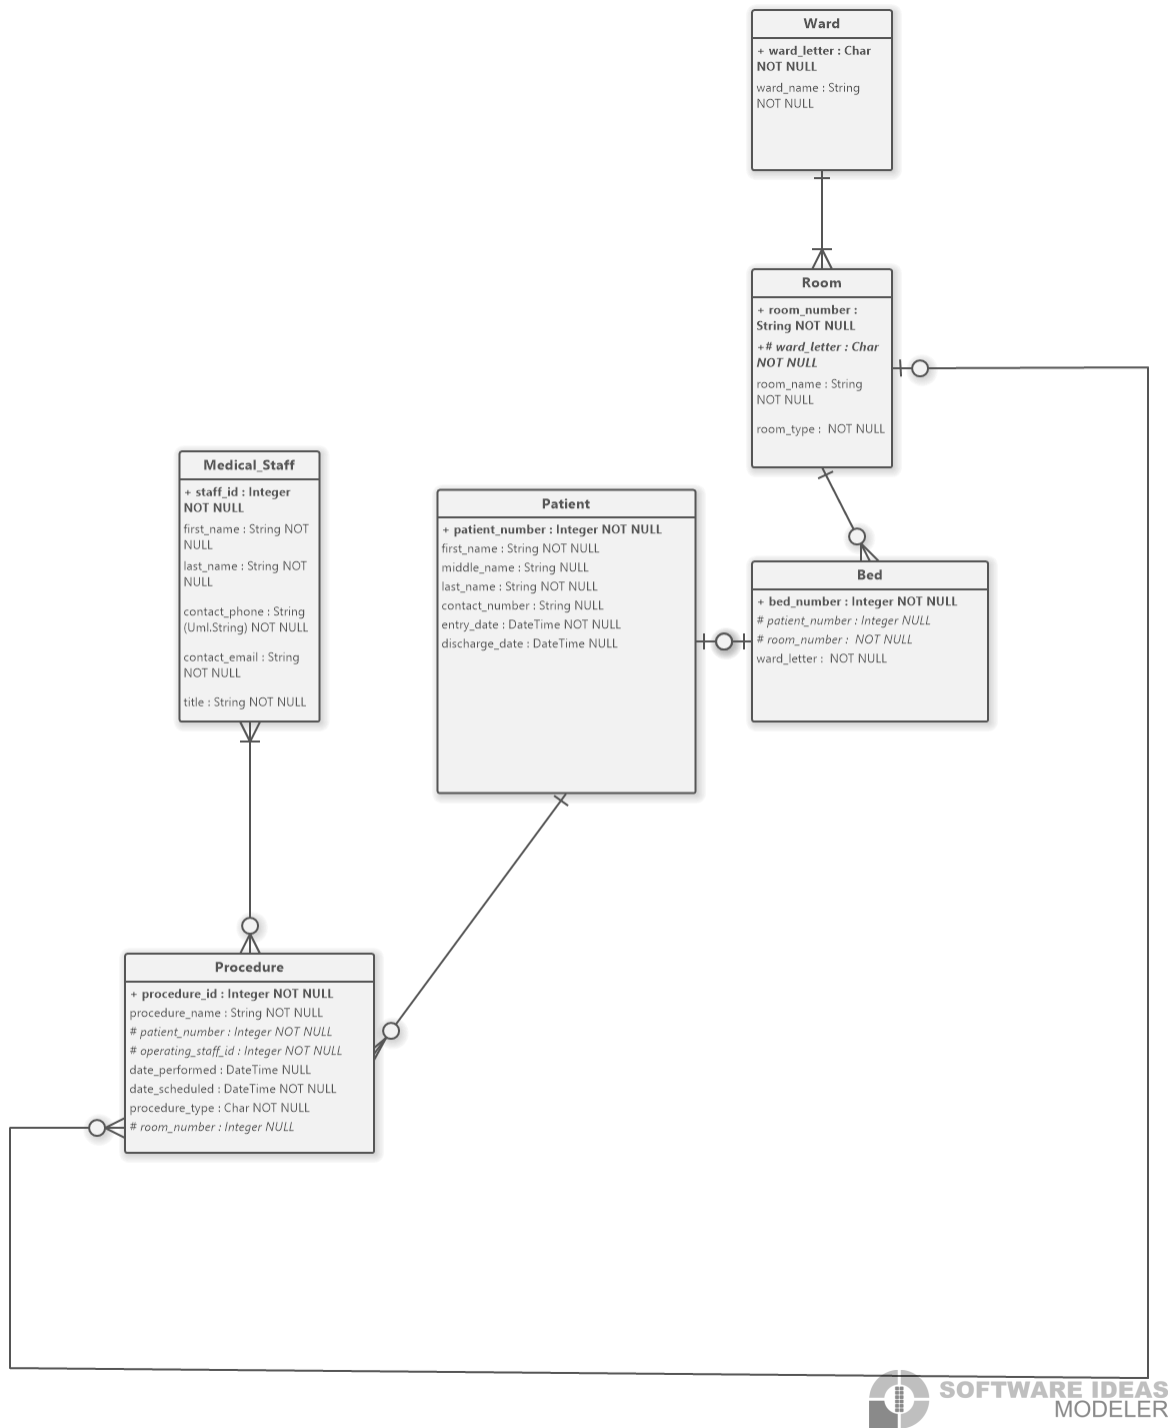 Ward
+ ward_letter : Char
NOT NULL
ward_name : String
NOT NULL
Room
+ room_number :
String NOT NULL
+# ward_letter : Char
NOT NULL
room_name : String
NOT NULL
room_type :  NOT NULL
Medical_Staff
+ staff_id : Integer
NOT NULL
first_name : String NOT
NULL
last_name : String NOT
NULL
contact_phone : String
(Uml.String) NOT NULL
contact_email : String
NOT NULL
title : String NOT NULL
Patient
+ patient_number : Integer NOT NULL
first_name : String NOT NULL
middle_name : String NULL
last_name : String NOT NULL
contact_number : String NULL
entry_date : DateTime NOT NULL
discharge_date : DateTime NULL
Bed
+ bed_number : Integer NOT NULL
# patient_number : Integer NULL
# room_number :  NOT NULL
ward_letter :  NOT NULL
Procedure
+ procedure_id : Integer NOT NULL
procedure_name : String NOT NULL
# patient_number : Integer NOT NULL
# operating_staff_id : Integer NOT NULL
date_performed : DateTime NULL
date_scheduled : DateTime NOT NULL
procedure_type : Char NOT NULL
# room_number : Integer NULL
SOFTWARE IDEAS
MODELER